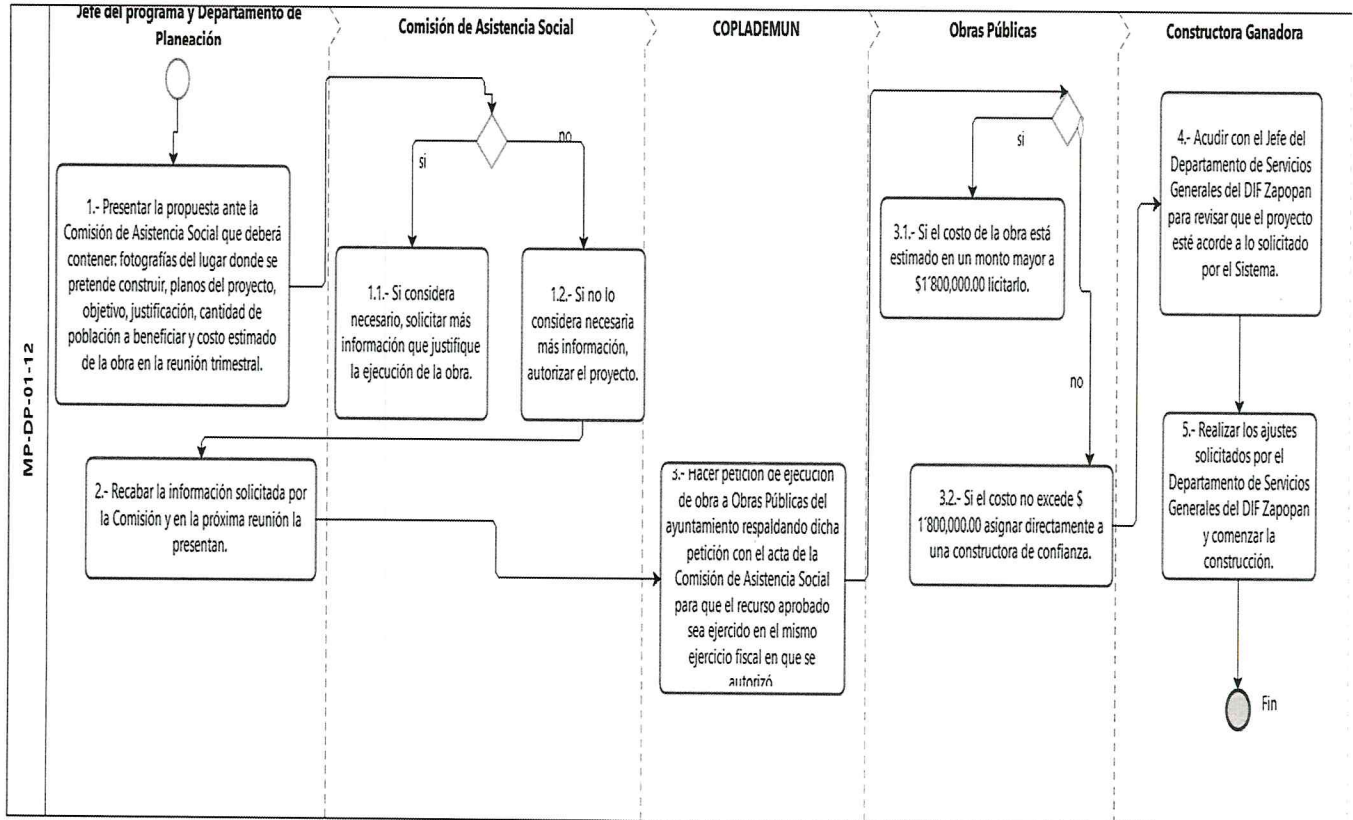 MP-DP-01-12
Jefe del programa y Departamento de
Planeación
Comisión de Asistencia Social
COPLADEMUN
Obras Públicas
Constructora Ganadora
1.- Presentar la propuesta ante la
Comisión de Asistencia Social que deberá
contener: fotografías del lugar donde se
pretende construir, planos del proyecto,
objetivo, justificación, cantidad de
población a beneficiar y costo estimado
de la obra en la reunión trimestral.
si
no
1.1.- Si considera
necesario, solicitar más
información que justifique
la ejecución de la obra.
1.2.- Si no lo
considera necesaria
más información,
autorizar el proyecto.
2.- Recabar la información solicitada por
la Comisión y en la próxima reunión la
presentan.
3.- Hacer petición de ejecución
de obra a Obras Públicas del
ayuntamiento respaldando dicha
petición con el acta de la
Comisión de Asistencia Social
para que el recurso aprobado
sea ejercido en el mismo
ejercicio fiscal en que se
autorizó
si
no
3.1.- Si el costo de la obra está
estimado en un monto mayor a
$1´800,000.00 licitarlo.
3.2.- Si el costo no excede $
1´800,000.00 asignar directamente a
una constructora de confianza.
4.- Acudir con el Jefe del
Departamento de Servicios
Generales del DIF Zapopan
para revisar que el proyecto
esté acorde a lo solicitado
por el Sistema.
5.- Realizar los ajustes
solicitados por el
Departamento de Servicios
Generales del DIF Zapopan
y comenzar la
construcción.
Fin